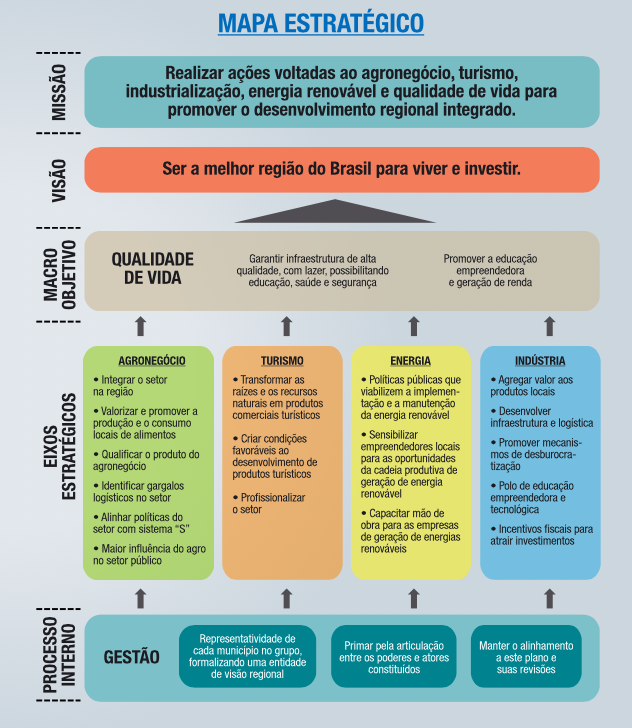 MAPA ESTRATÉGICO
MISSÃO
Realizar ações voltadas ao agronegócio, turismo,
industrialização, energia renovável e qualidade de vida para
promover o desenvolvimento regional integrado.
VISÃO
Ser a melhor região do Brasil para viver e investir.
MACRO
OBJETIVO
QUALIDADE
DE VIDA
Garantir infraestrutura de alta
qualidade, com lazer, possibilitando
educação, saúde e segurança
Promover a educação
empreendedora
e geração de renda
EIXOS
ESTRATÉGICOS
AGRONEGÓCIO
• Integrar o setor
na região
• Valorizar e promover a
produção e o consumo
locais de alimentos
• Qualificar o produto do
agronegócio
• Identificar gargalos
logísticos no setor
• Alinhar políticas do
setor com sistema “S”
• Maior influência do agro
no setor público
TURISMO
• Transformar as
raízes e os recursos
naturais em produtos
comerciais turísticos
• Criar condições
favoráveis ao
desenvolvimento de
produtos turísticos
• Profissionalizar
o setor
ENERGIA
• Políticas públicas que
viabilizem a implemen-
tação e a manutenção
da energia renovável
• Sensibilizar
empreendedores locais
para as oportunidades
da cadeia produtiva de
geração de energia
renovável
• Capacitar mão de
obra para as empresas
de geração de energias
renováveis
INDÚSTRIA
• Agregar valor aos
produtos locais
• Desenvolver
infraestrutura e logística
• Promover mecanis-
mos de desburocra-
tização
• Polo de educação
empreendedora e
tecnológica
• Incentivos fiscais para
atrair investimentos
PROCESSO
INTERNO
GESTÃO
Representatividade de
cada município no grupo,
formalizando uma entidade
de visão regional
Primar pela articulação
entre os poderes e atores
constituídos
Manter o alinhamento
a este plano e
suas revisões